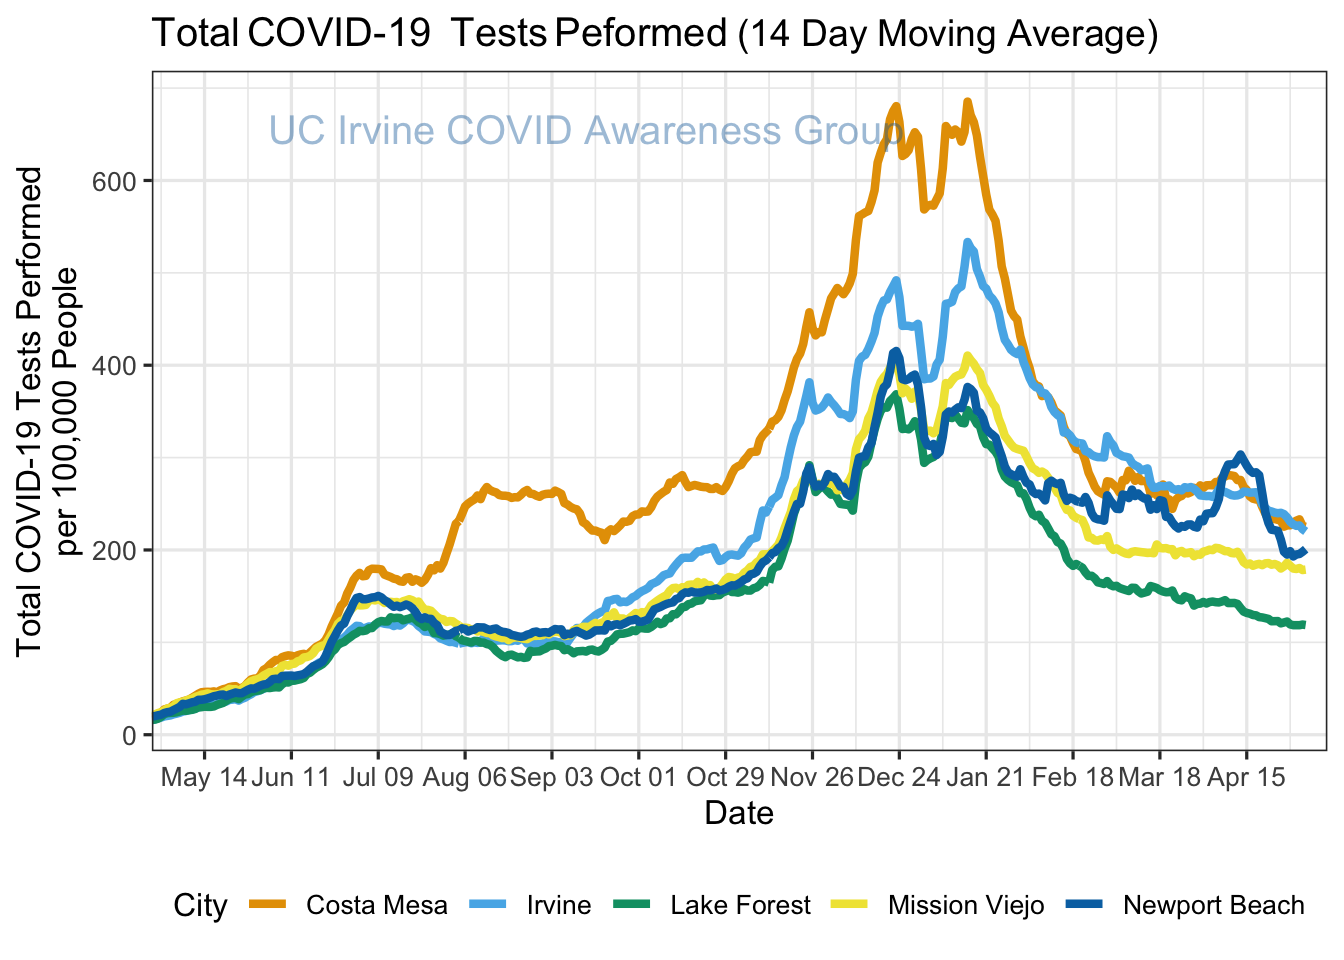 Total COVID-19  Tests Peformed (14 Day Moving Average)
UC Irvine COVID Awareness Group
Total COVID-19 Tests Performed
per 100,000 People
600
400
200
0
May 14 Jun 11 Jul 09 Aug 06 Sep 03 Oct 01 Oct 29 Nov 26 Dec 24 Jan 21 Feb 18 Mar 18 Apr 15
Date
City Costa Mesa Irvine Lake Forest Mission Viejo Newport Beach